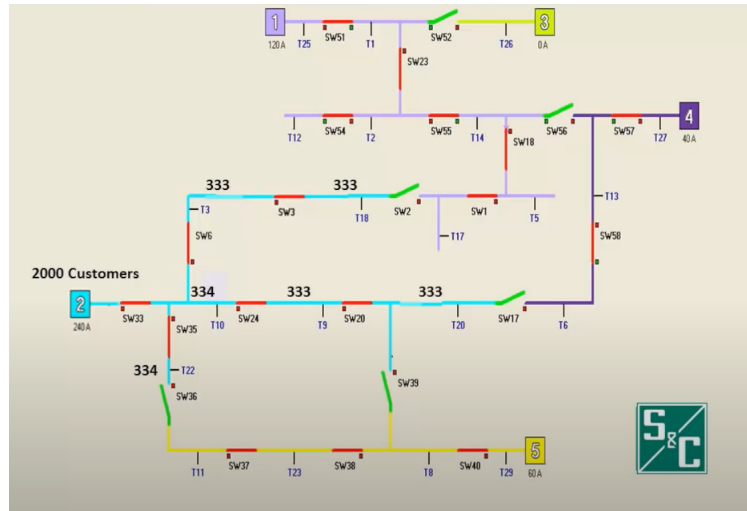 1
SW52
3
T25
SW51
T1
T26
120 A
0 A
SW23
4
T12
SW54
T2
SW55
T14
SW56
SW57
T27
40 A
SW18
333
333
T13
T3
SW3
T18
SW2
SW1
T5
SW6
T17
SW58
2000 Customers
334
333
333
2
SW33
T10
SW24
T9
SW20
T20
SW17
T6
240 A
SW35
334
T22
SW36
SW39
S&C
5
T11
SW37
T23
SW38
T8
SW40
T29
60 A